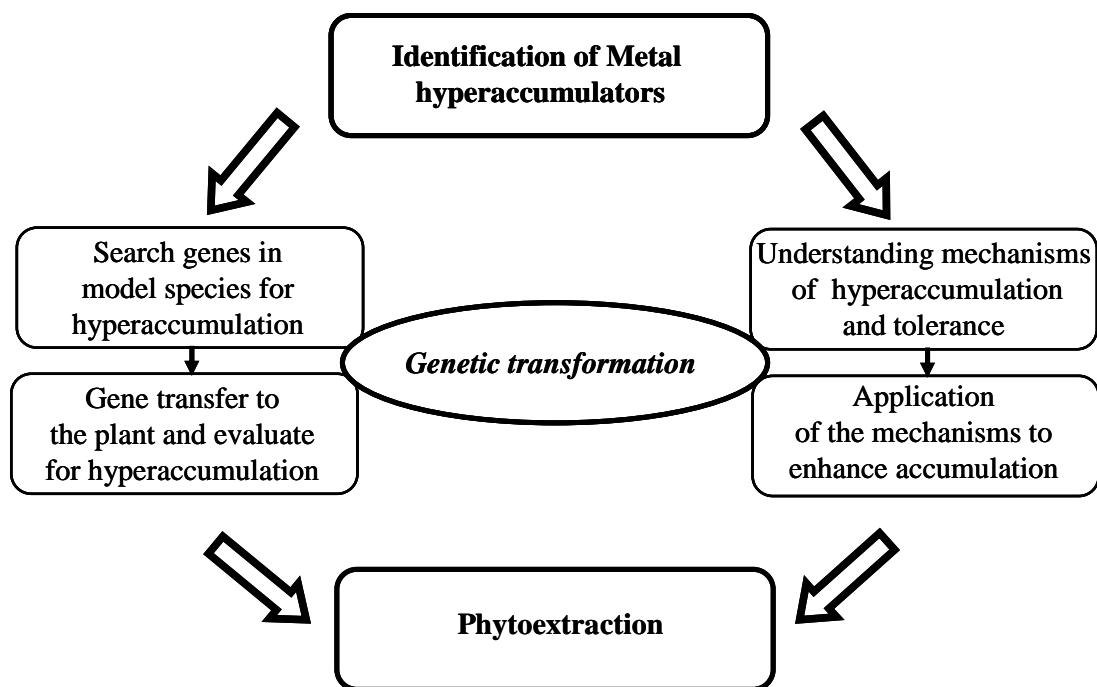 Identification of Metal
hyperaccumulators
Search genes in
model species for
hyperaccumulation
Understanding mechanisms
of hyperaccumulation
and tolerance
Genetic transformation
Gene transfer to
the plant and evaluate
for hyperaccumulation
Application
of the mechanisms to
enhance accumulation
Phytoextraction